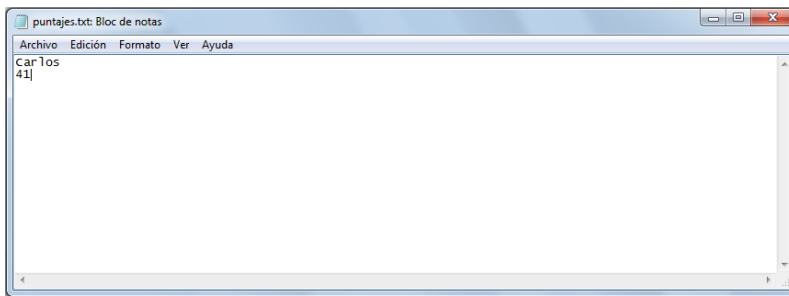 puntajes.txt: Bloc de notas
Archivo Edición Formato Ver Ayuda
Carlos
41